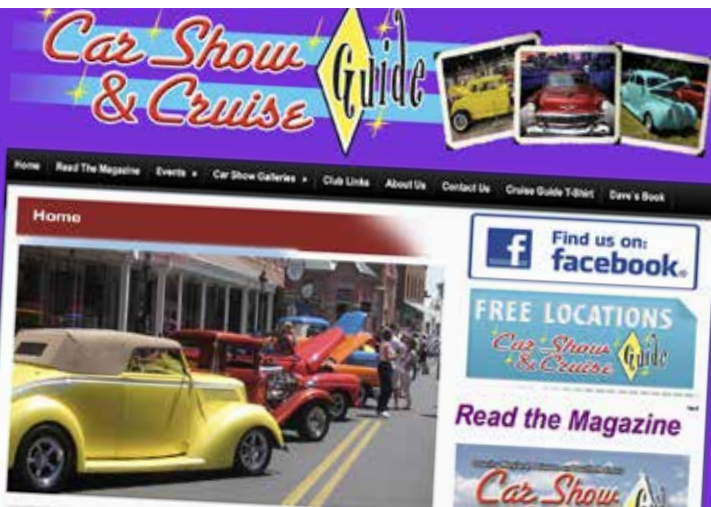 Car Show
& Cruise
Guide
Home Read The Magazine Events Car Show Galleries Club Links About Us Contact Us Cruise Guide T-Shirt Dave's Book
Home
f Find us on:
facebook®
FREE LOCATIONS
Car Show
& Cruise
Guide
Read the Magazine
Car Show